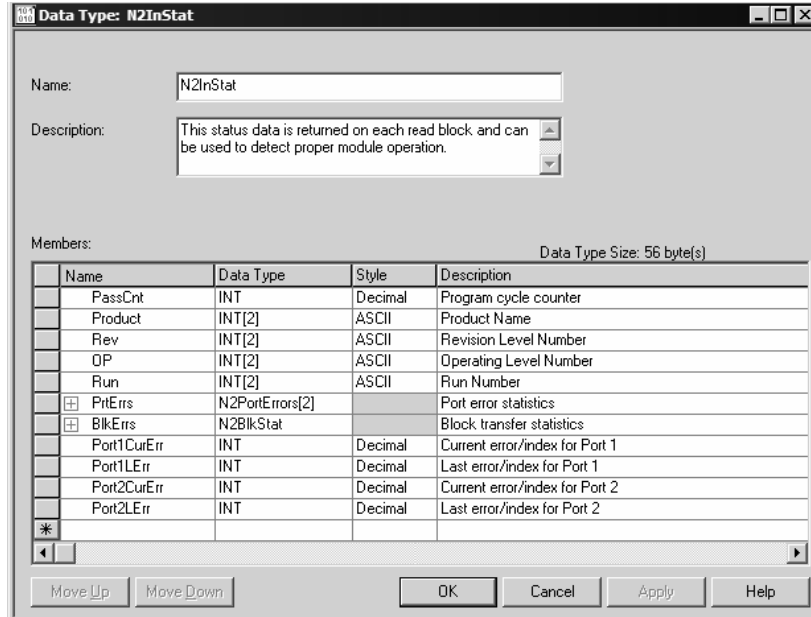 101
010
Data Type: N2InStat
Name:
N2InStat
Description:
This status data is returned on each read block and can
be used to detect proper module operation.
Members:
Data Type Size: 56 byte(s)
Name Data Type Style Description
PassCnt INT Decimal Program cycle counter
Product INT[2] ASCII Product Name
Rev INT[2] ASCII Revision Level Number
OP INT[2] ASCII Operating Level Number
Run INT[2] ASCII Run Number
PrtErrs N2PortErrors[2] Port error statistics
BlkErrs N2BlkStat Block transfer statistics
Port1CurErr INT Decimal Current error/index for Port 1
Port1LErr INT Decimal Last error/index for Port 1
Port2CurErr INT Decimal Current error/index for Port 2
Port2LErr INT Decimal Last error/index for Port 2
Move Up Move Down OK Cancel Apply Help